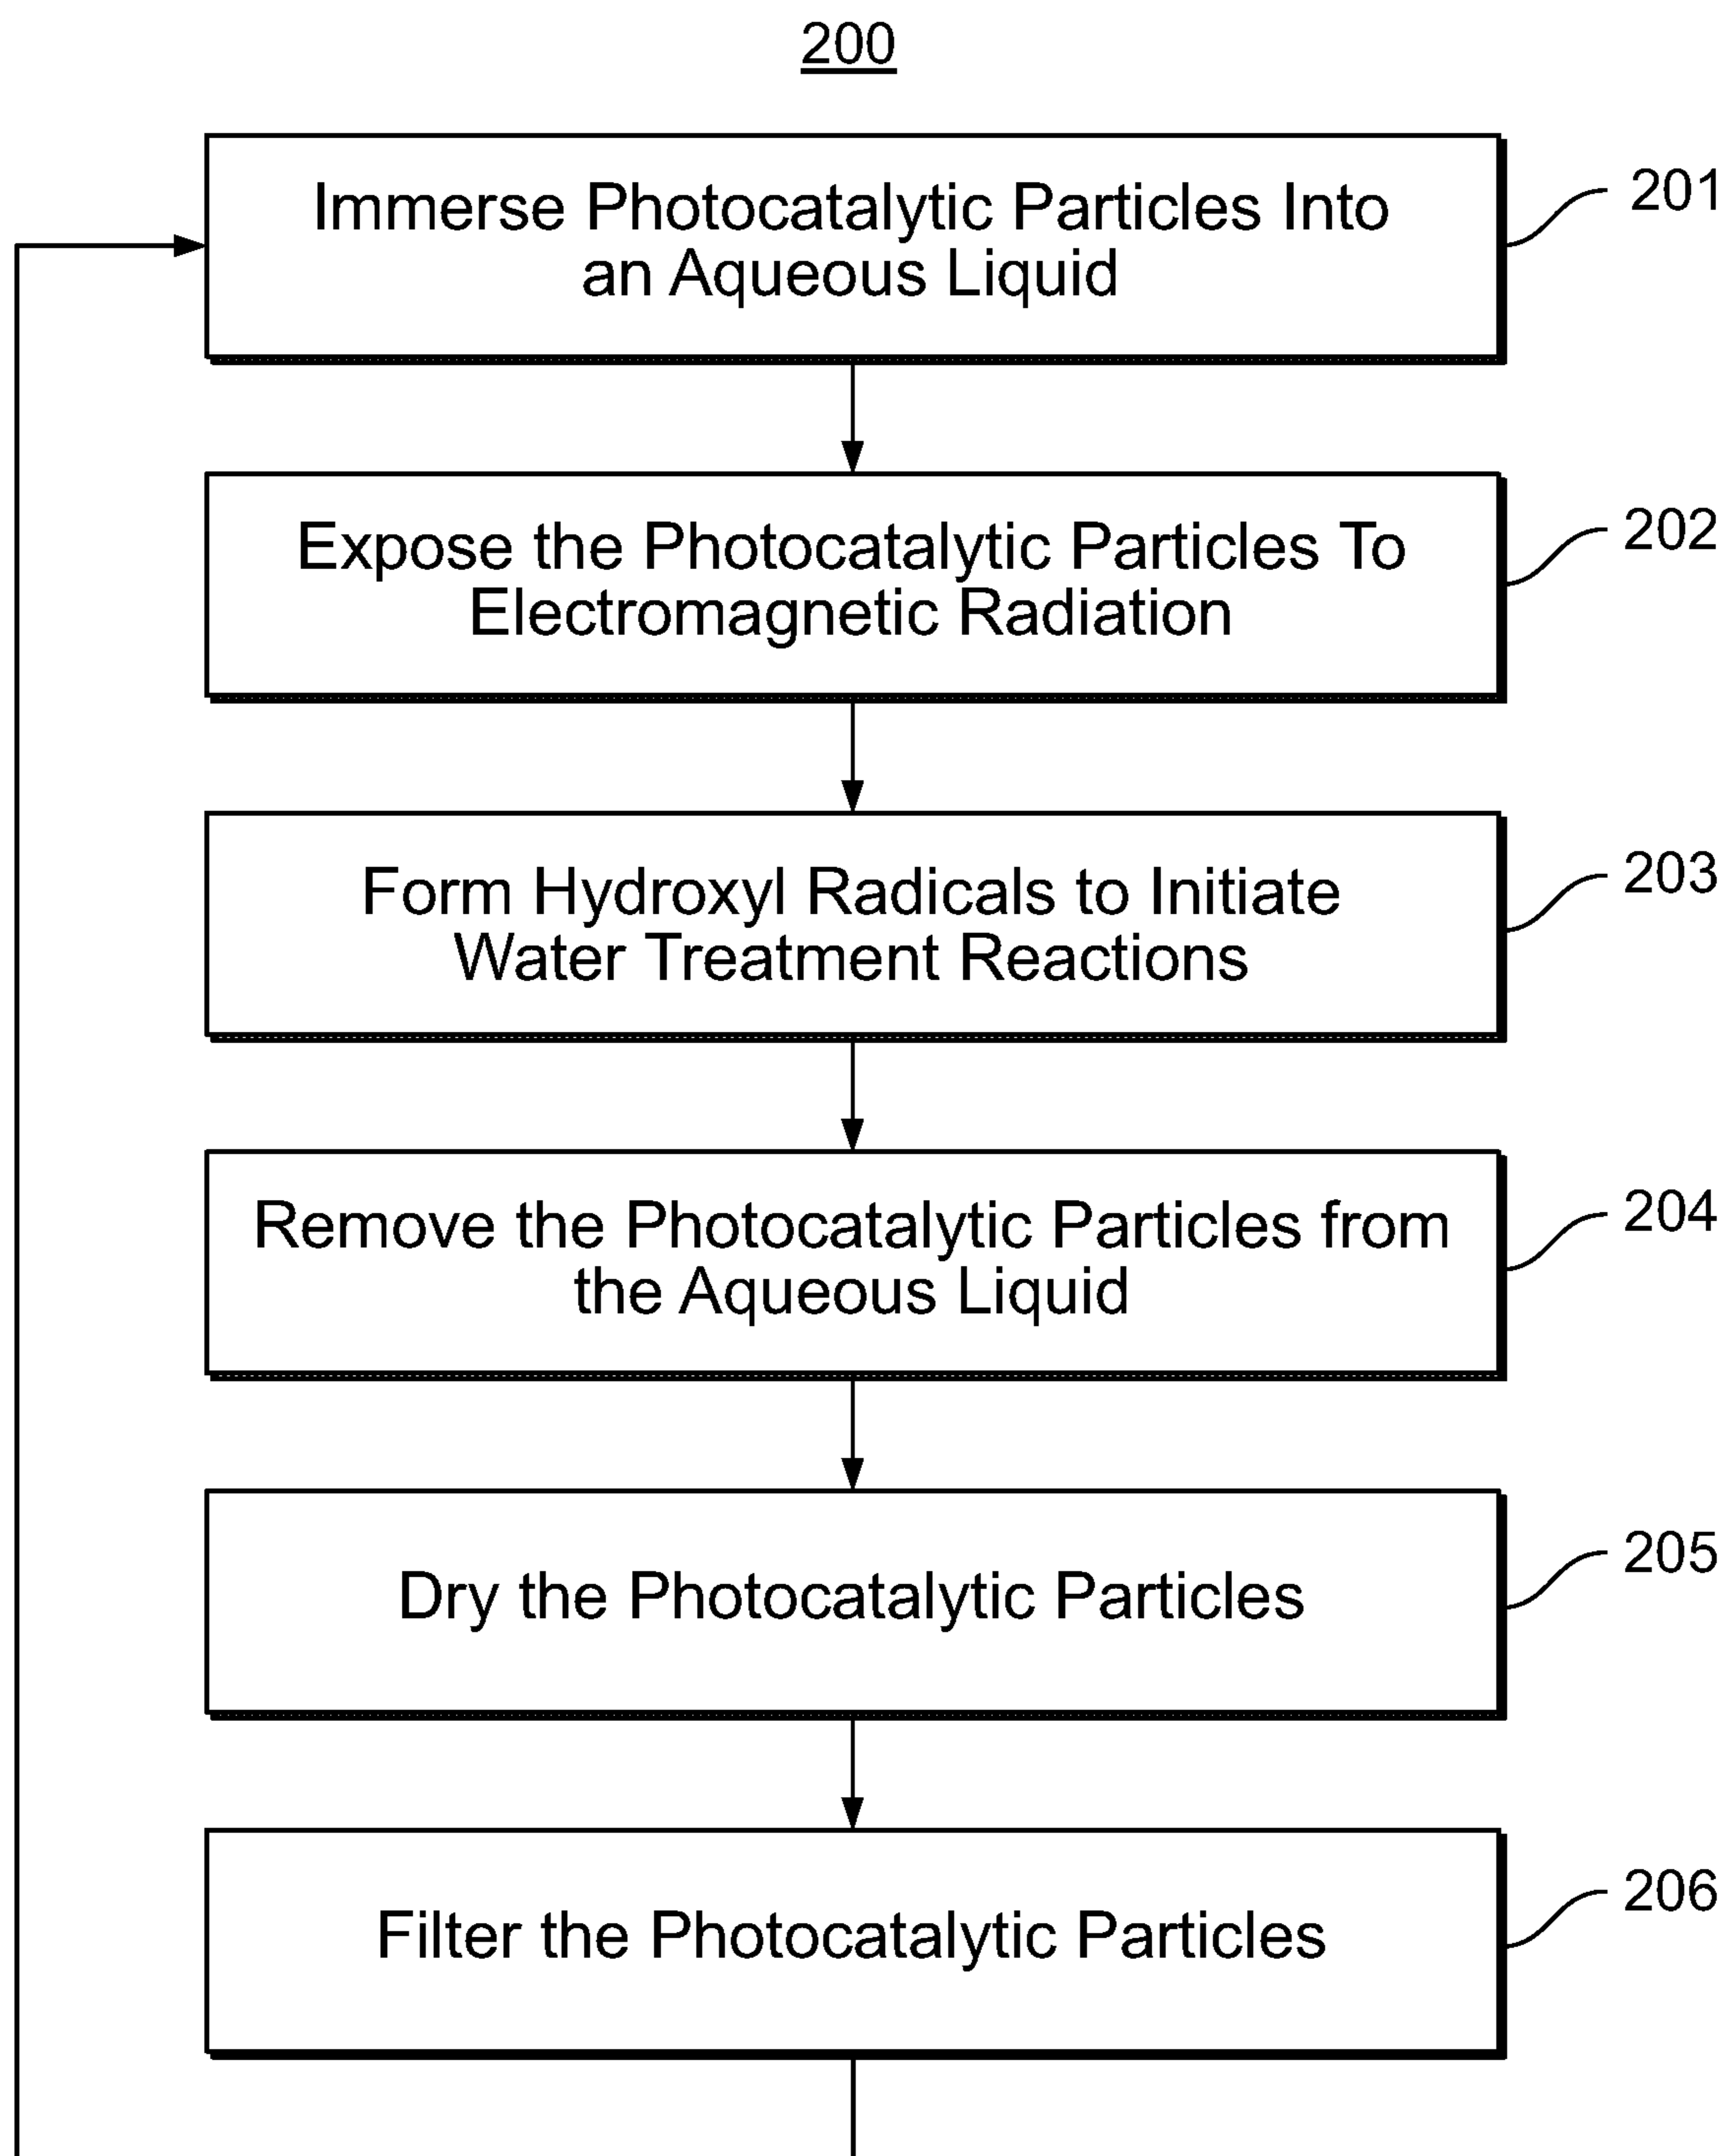 200
Immerse Photocatalytic Particles Into
an Aqueous Liquid
201
Expose the Photocatalytic Particles To
Electromagnetic Radiation
202
Form Hydroxyl Radicals to Initiate
Water Treatment Reactions
203
Remove the Photocatalytic Particles from
the Aqueous Liquid
204
Dry the Photocatalytic Particles
205
Filter the Photocatalytic Particles
206